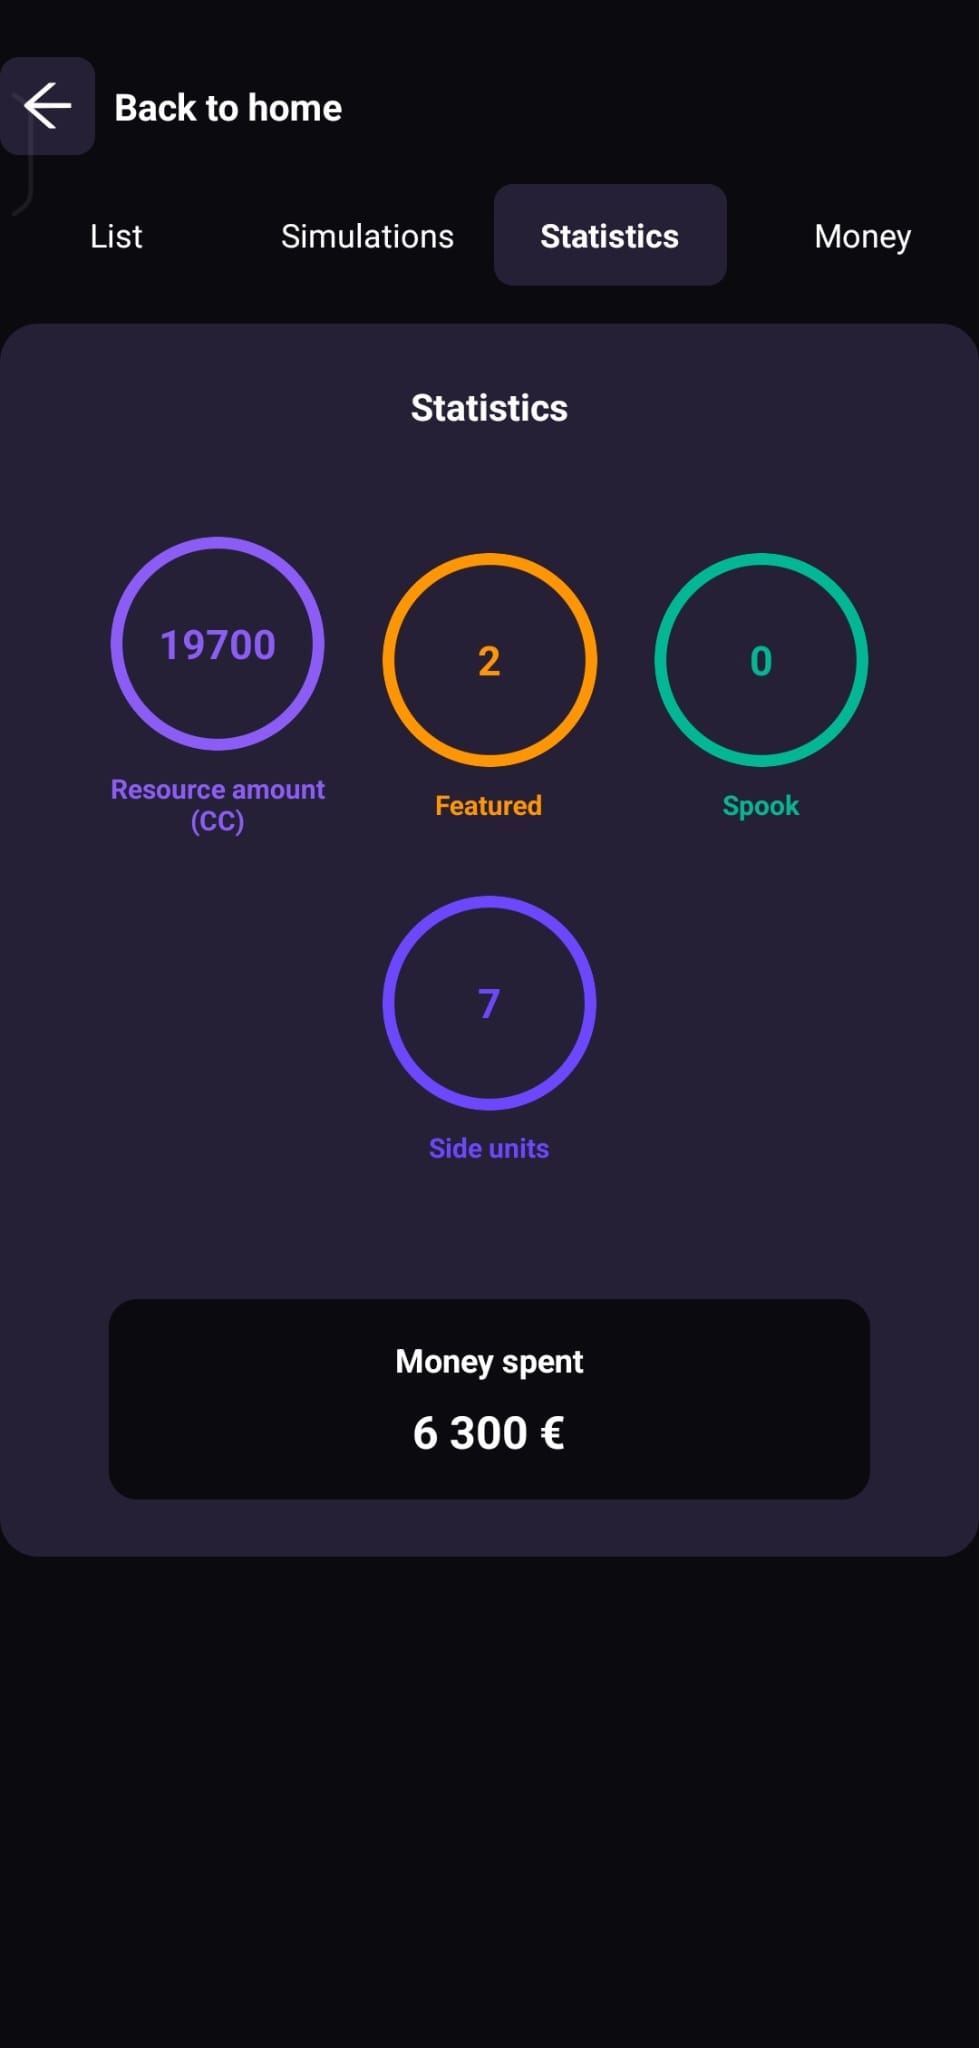 Back to home
List
Simulations
Statistics
Money
Statistics
19700
2
0
Resource amount
(CC)
Featured
Spook
7
Side units
Money spent
6 300 €